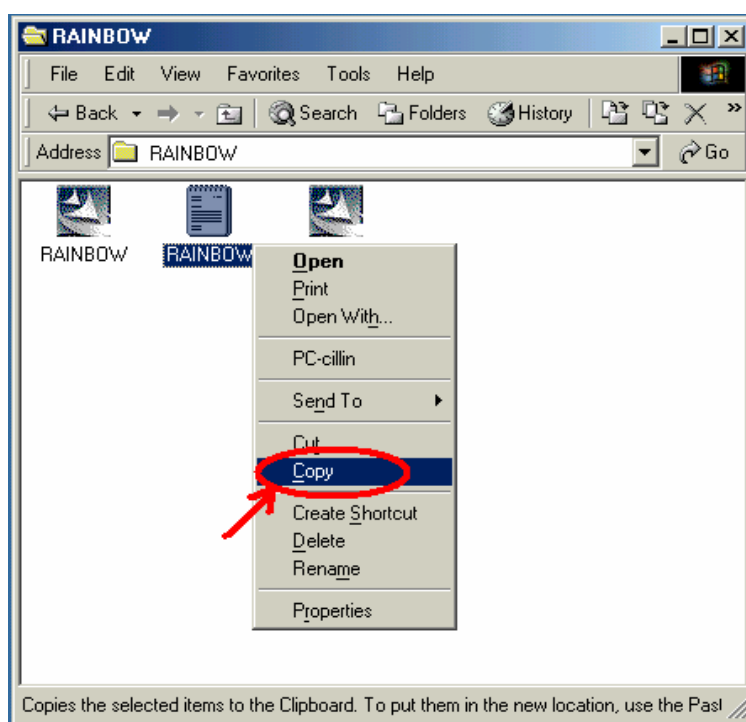 RAINBOW
File Edit View Favorites Tools Help
Back Search Folders History »
Address RAINBOW Go
RAINBOW RAINBOW
Open
Print
Open With...
PC-cillin
Send To
Cut
Copy
Create Shortcut
Delete
Rename
Properties
Copies the selected items to the Clipboard. To put them in the new location, use the